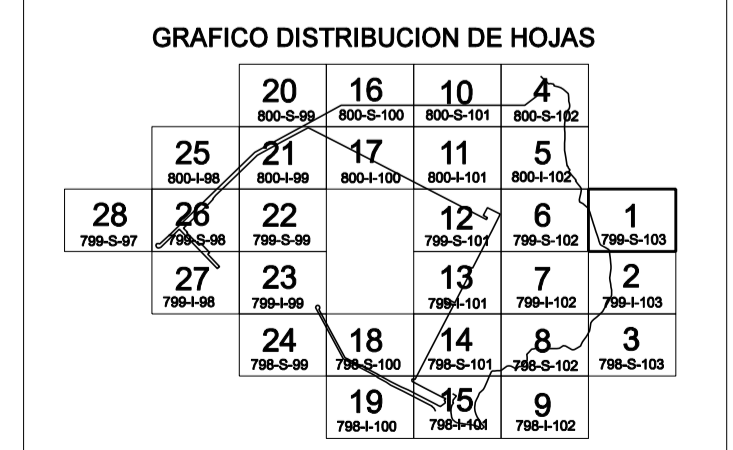 GRAFICO DISTRIBUCION DE HOJAS
20 16 10 4
800-S-99 800-S-100 800-S-101 800-S-102
25 21 17 11 5
800-I-98 800-I-99 800-I-100 800-I-101 800-I-102
28 26 22 12 6 1
799-S-97 799-S-98 799-S-99 799-S-101 799-S-102 799-S-103
27 23 13 7 2
799-I-98 799-I-99 799-I-101 799-I-102 799-I-103
24 18 14 8 3
798-S-99 798-S-100 798-S-101 798-S-102 798-S-103
19 15 9
798-I-100 798-I-101 798-I-102